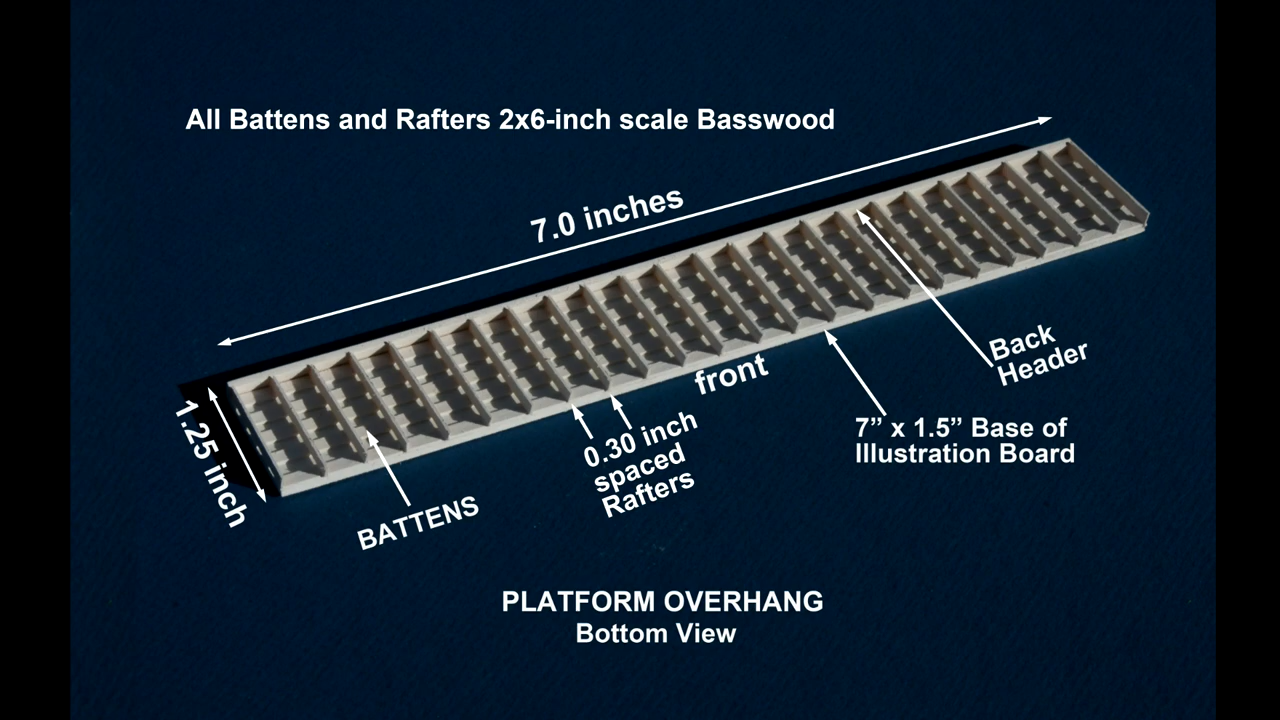 All Battens and Rafters 2x6-inch scale Basswood
7.0 inches
1.25 inch
BATTENS
0.30 inch
spaced
Rafters
front
Back
Header
7” x 1.5” Base of
Illustration Board
PLATFORM OVERHANG
Bottom View